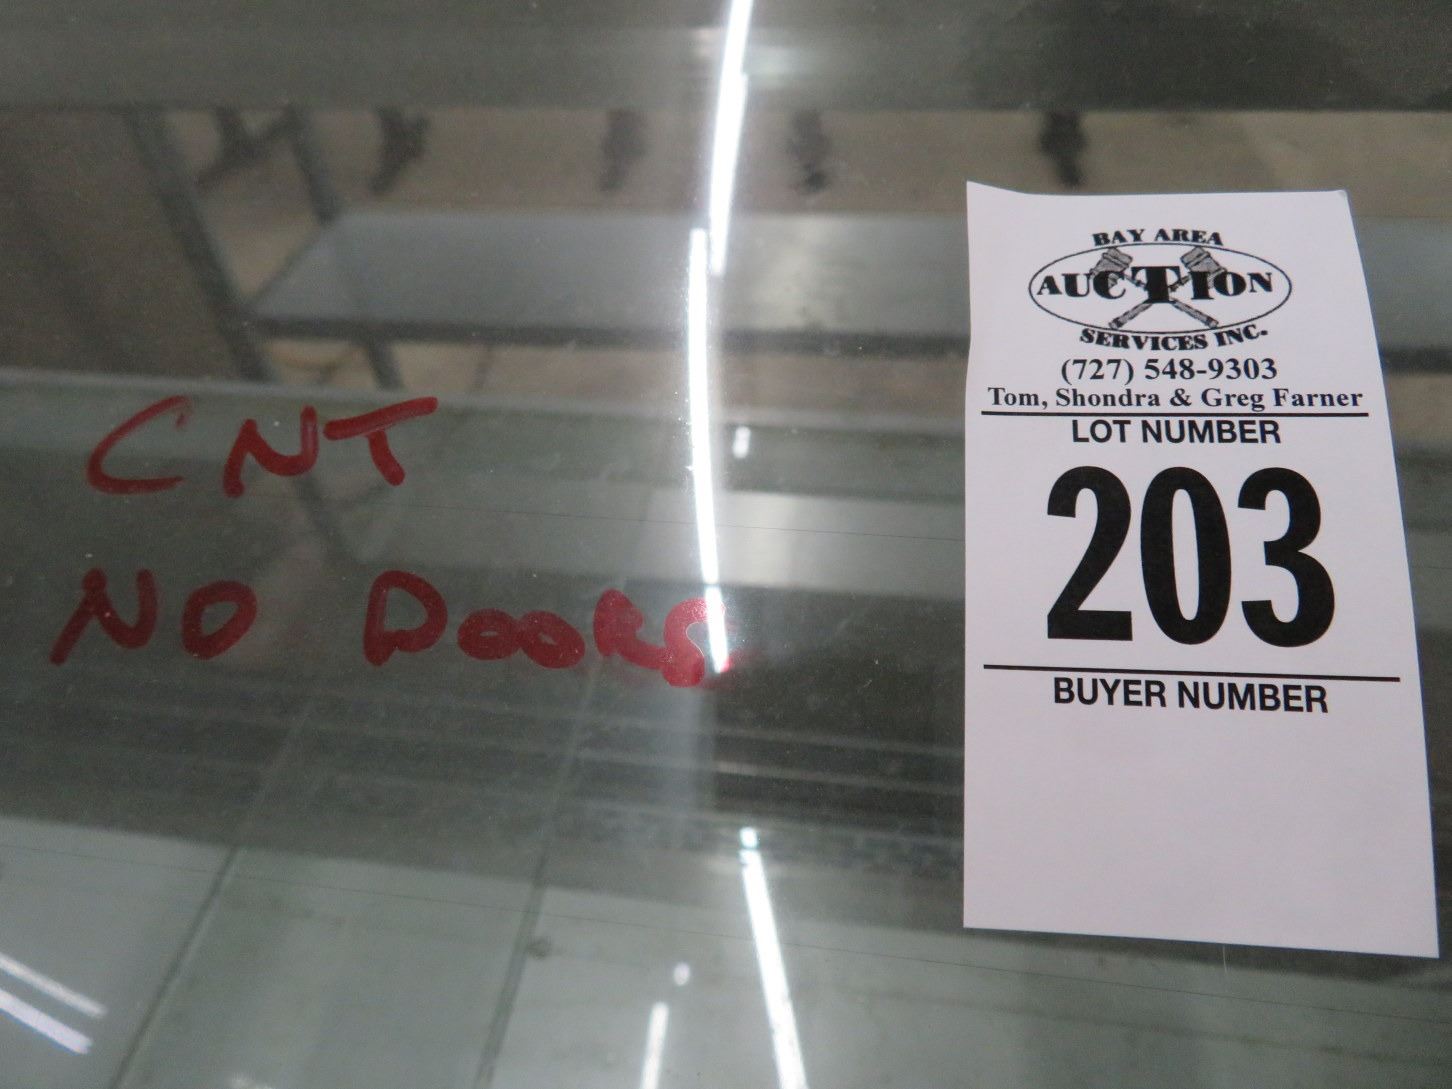 CNT
NO DOORS
BAY AREA
AUCTION
SERVICES INC.
(727) 548-9303
Tom, Shondra & Greg Farner
LOT NUMBER
203
BUYER NUMBER